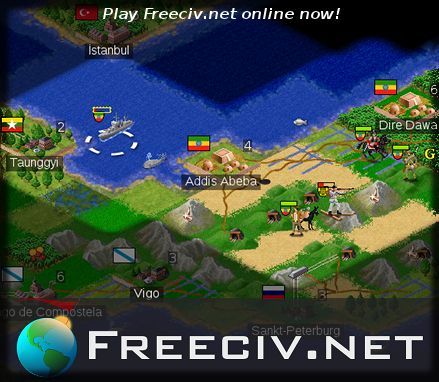 Play Freeciv.net online now!
Istanbul
6
Dire Dawa
2
4
Taunggyi
G
Addis Abeba
3
6
Vigo
go de Compostela
3
Sankt-Peterburg
FREECIV.NET